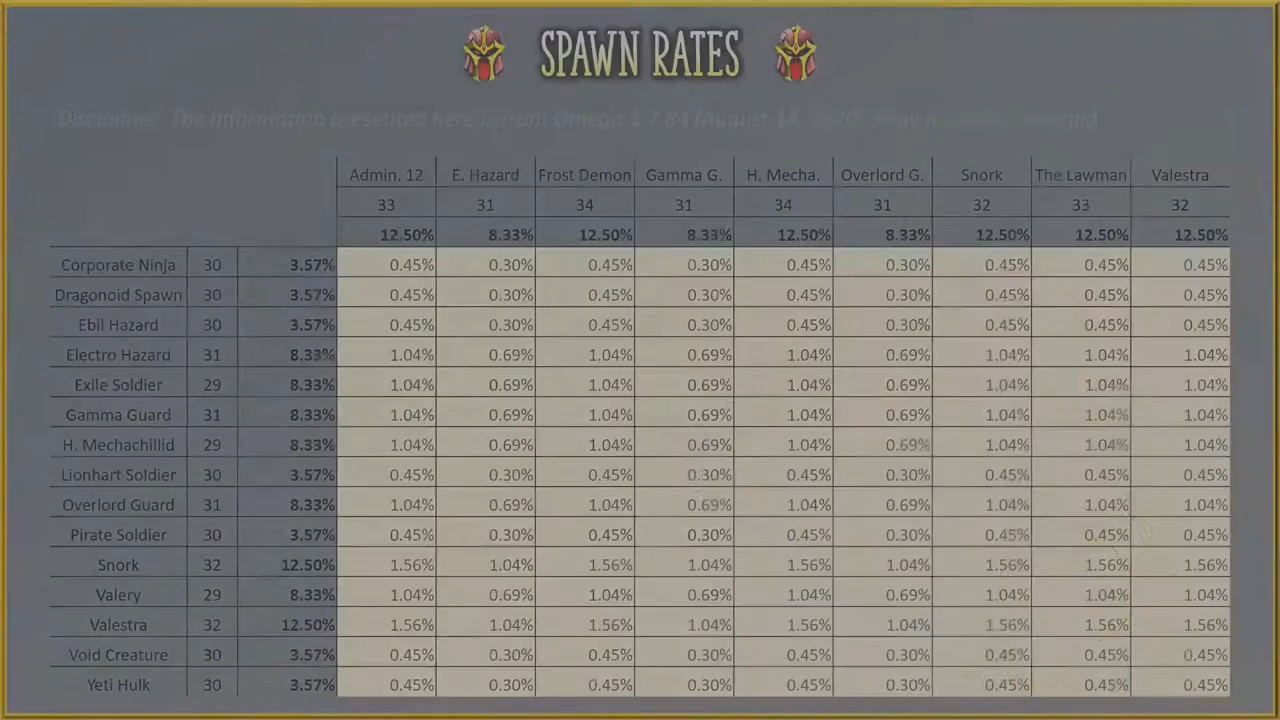 SPAWN RATES
Disclaimer: The information presented here is from Omega 1.7.84 (August 14,
Admin. 12 E. Hazard Frost Demon Gamma G. H. Mecha. Overlord G. Snork The Lawman Valestra
33 31 34 31 34 31 32 33 32
12.50% 8.33% 12.50% 8.33% 12.50% 8.33% 12.50% 12.50% 12.50%
Corporate Ninja 30 3.57% 0.45% 0.30% 0.45% 0.30% 0.45% 0.30% 0.45% 0.45% 0.45%
Dragonoid Spawn 30 3.57% 0.45% 0.30% 0.45% 0.30% 0.45% 0.30% 0.45% 0.45% 0.45%
Ebil Hazard 30 3.57% 0.45% 0.30% 0.45% 0.30% 0.45% 0.30% 0.45% 0.45% 0.45%
Electro Hazard 31 8.33% 1.04% 0.69% 1.04% 0.69% 1.04% 0.69% 1.04% 1.04% 1.04%
Exile Soldier 29 8.33% 1.04% 0.69% 1.04% 0.69% 1.04% 0.69% 1.04% 1.04% 1.04%
Gamma Guard 31 8.33% 1.04% 0.69% 1.04% 0.69% 1.04% 0.69% 1.04% 1.04% 1.04%
H. Mechachillid 29 8.33% 1.04% 0.69% 1.04% 0.69% 1.04% 0.69% 1.04% 1.04% 1.04%
Lionhart Soldier 30 3.57% 0.45% 0.30% 0.45% 0.30% 0.45% 0.30% 0.45% 0.45% 0.45%
Overlord Guard 31 8.33% 1.04% 0.69% 1.04% 0.69% 1.04% 0.69% 1.04% 1.04% 1.04%
Pirate Soldier 30 3.57% 0.45% 0.30% 0.45% 0.30% 0.45% 0.30% 0.45% 0.45% 0.45%
Snork 32 12.50% 1.56% 1.04% 1.56% 1.04% 1.56% 1.04% 1.56% 1.56% 1.56%
Valery 29 8.33% 1.04% 0.69% 1.04% 0.69% 1.04% 0.69% 1.04% 1.04% 1.04%
Valestra 32 12.50% 1.56% 1.04% 1.56% 1.04% 1.56% 1.04% 1.56% 1.56% 1.56%
Void Creature 30 3.57% 0.45% 0.30% 0.45% 0.30% 0.45% 0.30% 0.45% 0.45% 0.45%
Yeti Hulk 30 3.57% 0.45% 0.30% 0.45% 0.30% 0.45% 0.30% 0.45% 0.45% 0.45%